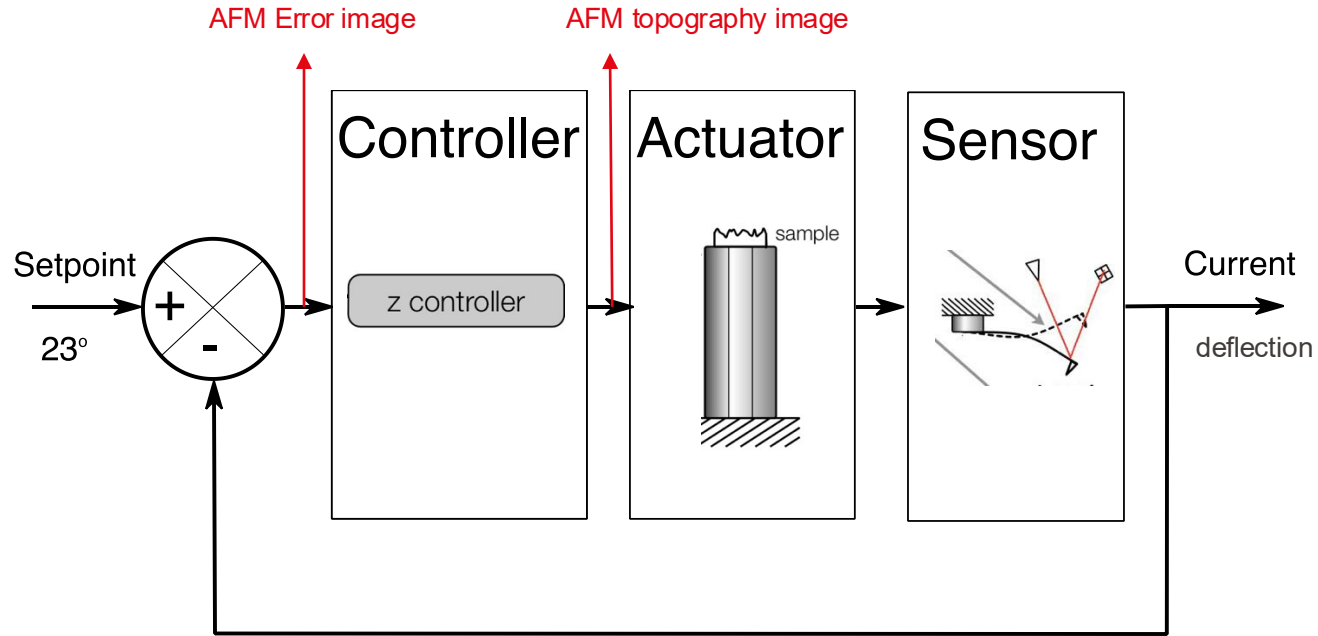 AFM Error image
AFM topography image
Controller
Actuator
Sensor
Setpoint
23°
+
-
z controller
sample
Current
deflection